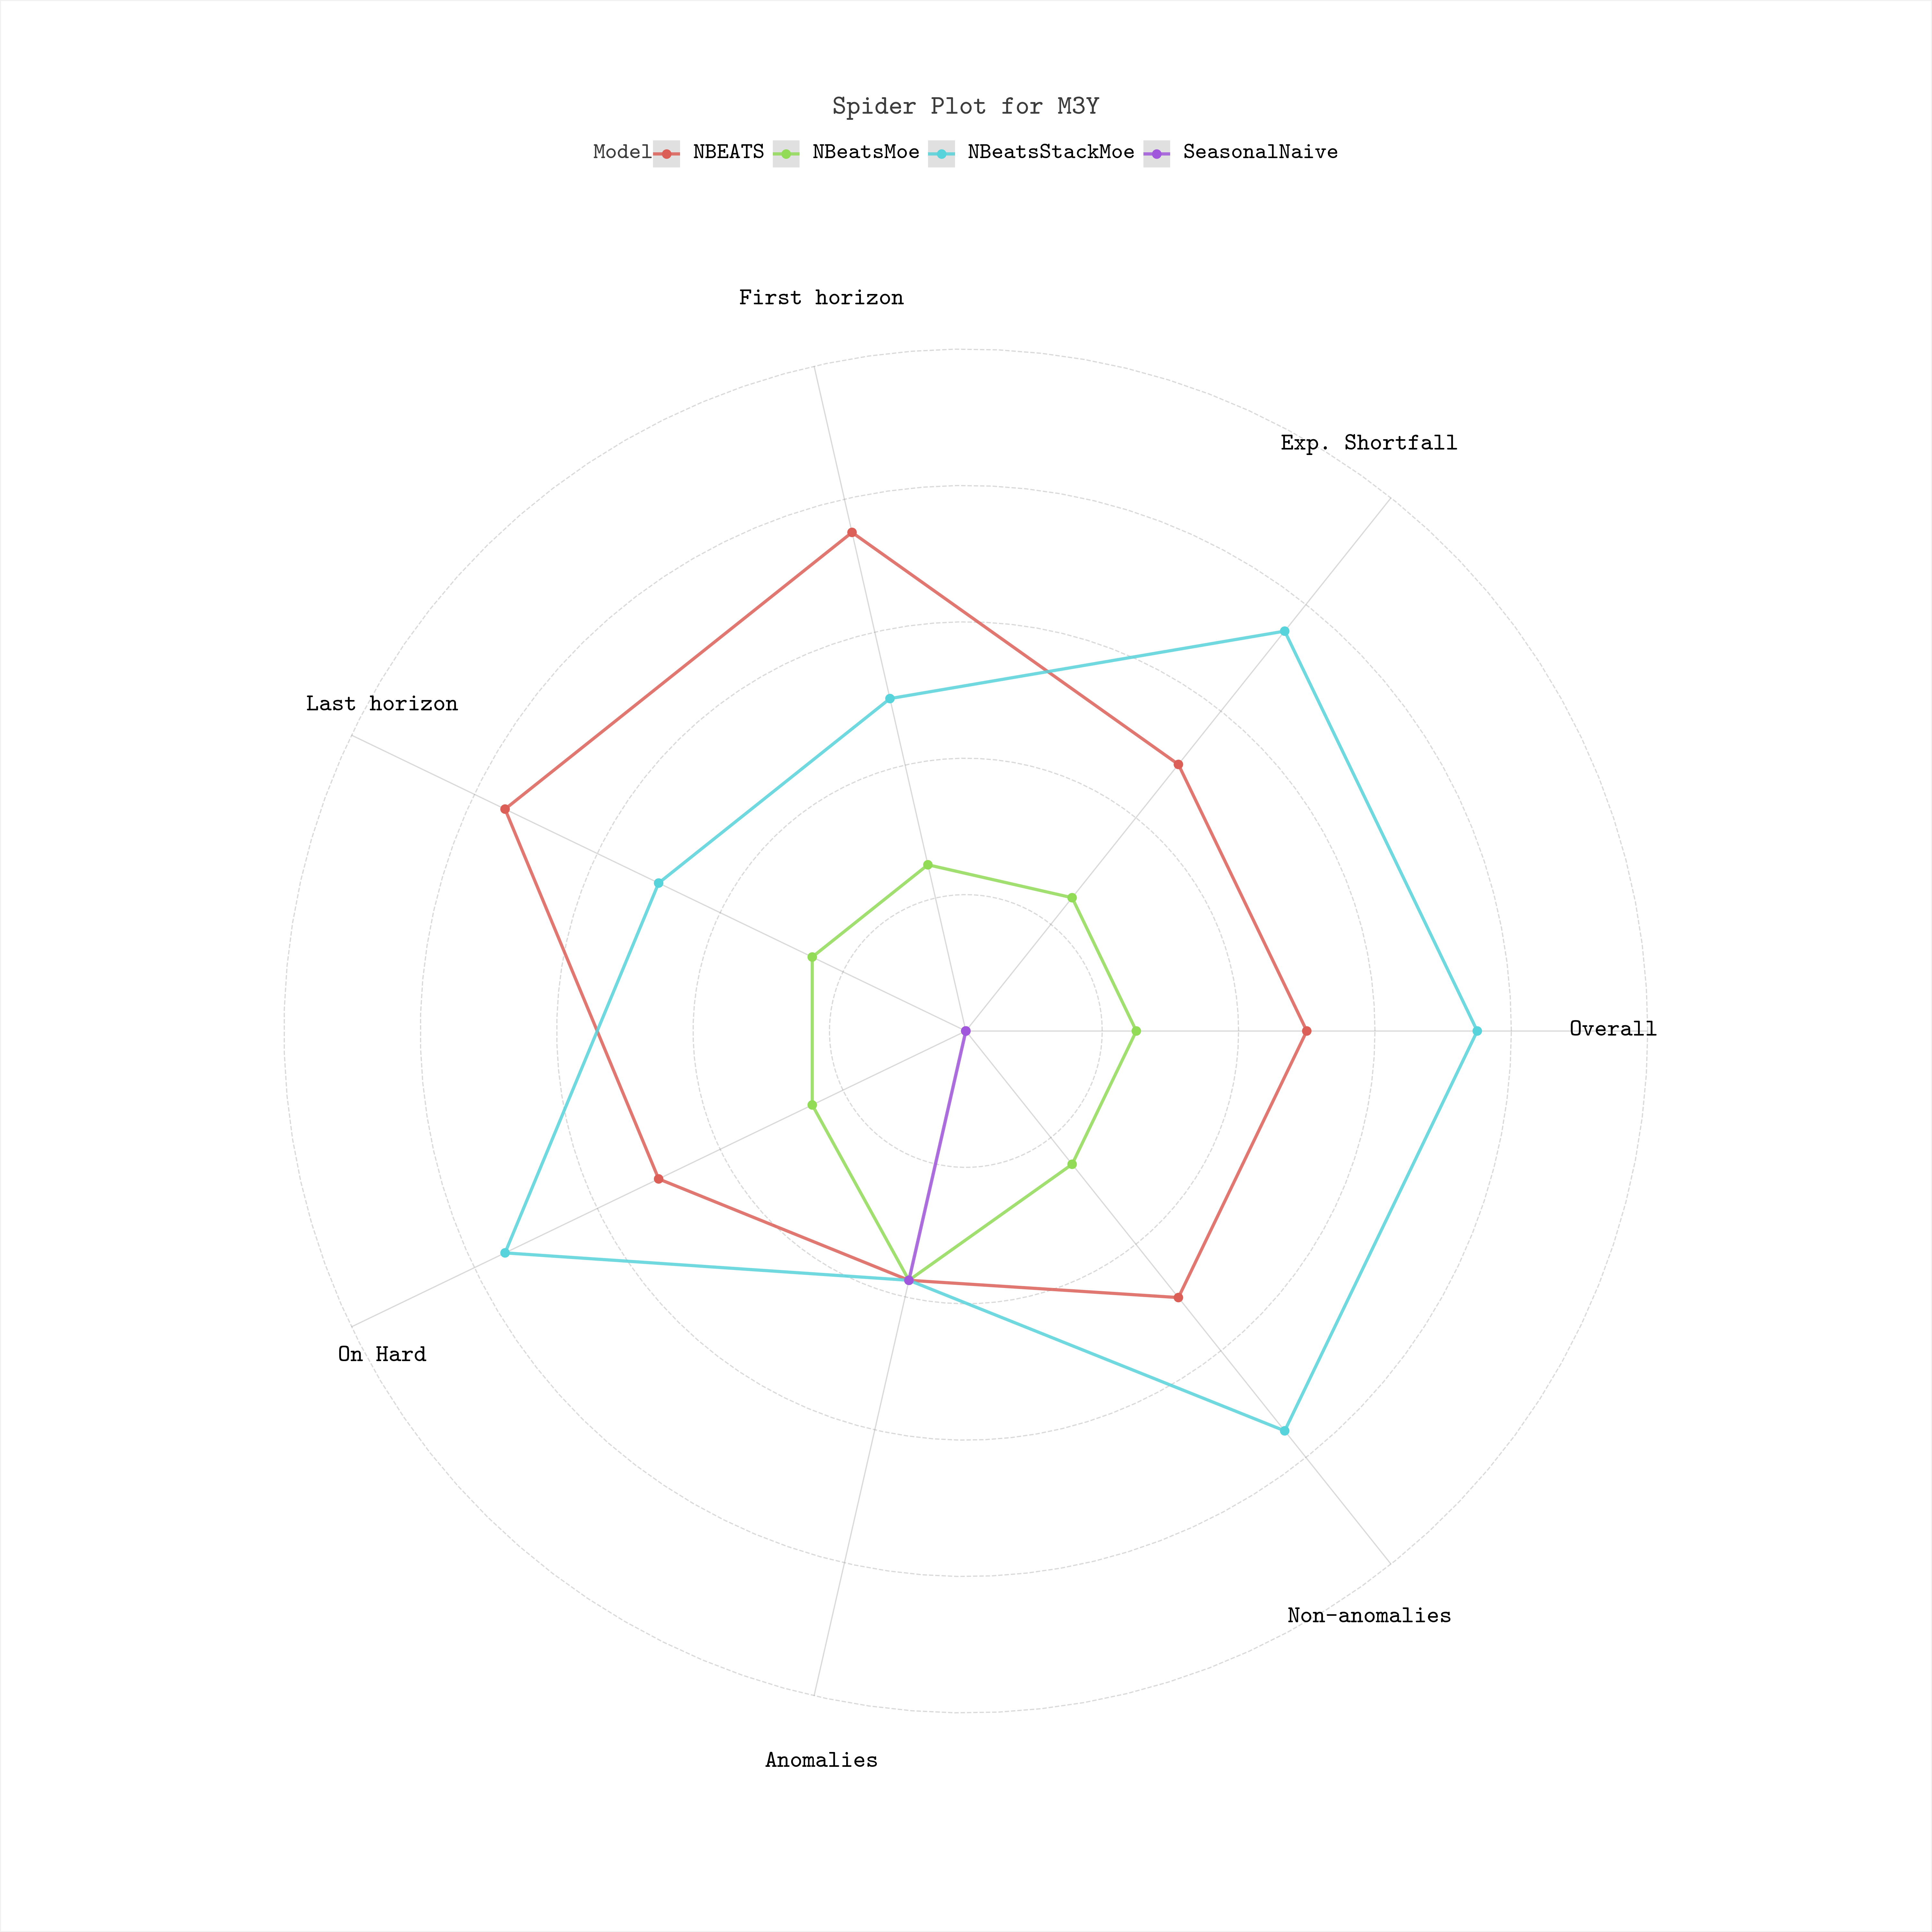 Spider Plot for M3Y
Model NBEATS NBeatsMoe NBeatsStackMoe SeasonalNaive
First horizon
Exp. Shortfall
Last horizon
Overall
On Hard
Non-anomalies
Anomalies